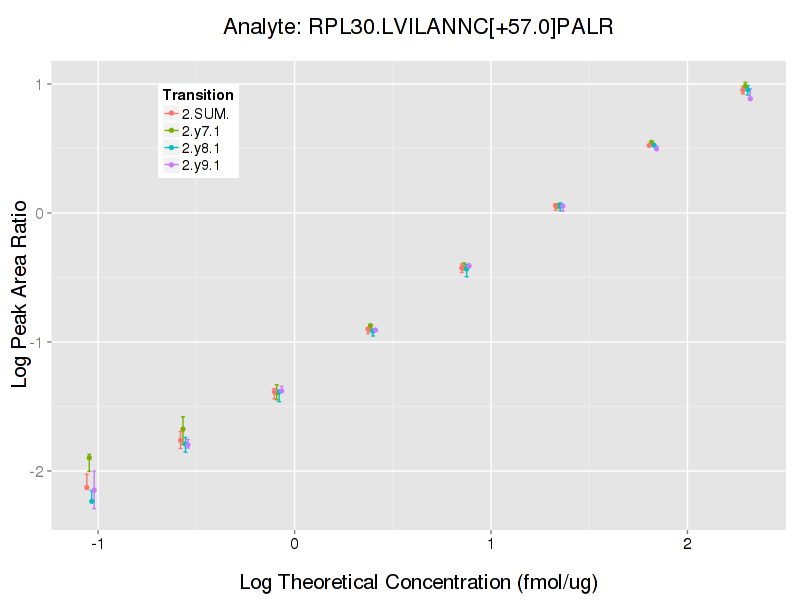 Analyte: RPL30.LVILANNC[+57.0]PALR
Transition
2.SUM.
2.y7.1
2.y8.1
2.y9.1
Log Peak Area Ratio
1
0
-1
-2
-1
0
1
2
Log Theoretical Concentration (fmol/ug)